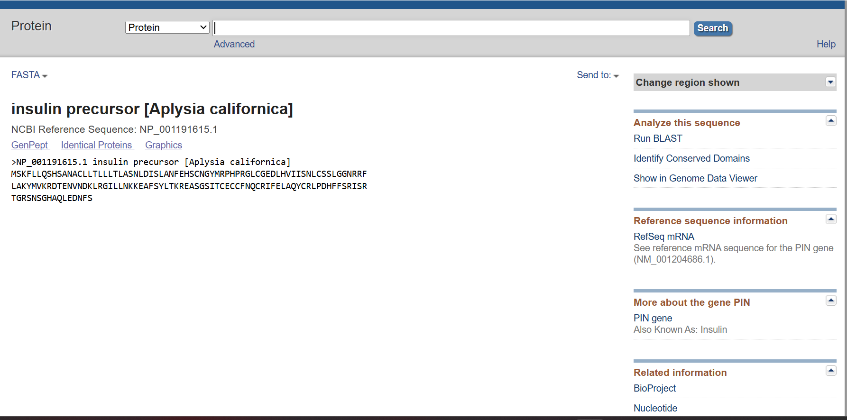 Protein
Protein
Search
Advanced
Help
FASTA
Send to:
Change region shown
insulin precursor [Aplysia californica]
NCBI Reference Sequence: NP_001191615.1
GenPept Identical Proteins Graphics
>NP_001191615.1 insulin precursor [Aplysia californica]
MSKFLLQSHSANACLLTLLLTLASNLDISLANFEHSCNGYMRPHPRGLCGEDLHVIISNLCSSLGGNRRF
LAKYMVKRDTENVNDKLRGILLNKKEAFSYLTKREASGSITCECCFNQCRIFELAQYCRLPDHFFSRISR
TGRSNSGHAQLEDNFS
Analyze this sequence
Run BLAST
Identify Conserved Domains
Show in Genome Data Viewer
Reference sequence information
RefSeq mRNA
See reference mRNA sequence for the PIN gene
(NM_001204686.1).
More about the gene PIN
PIN gene
Also Known As: Insulin
Related information
BioProject
Nucleotide